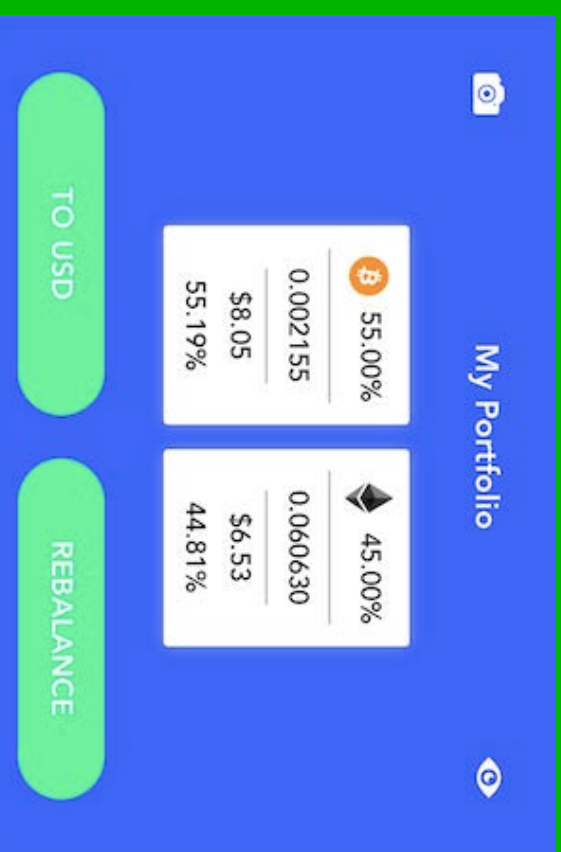 My Portfolio
55.00%
0.002155
$8.05
55.19%
45.00%
0.060630
$6.53
44.81%
TO USD
REBALANCE